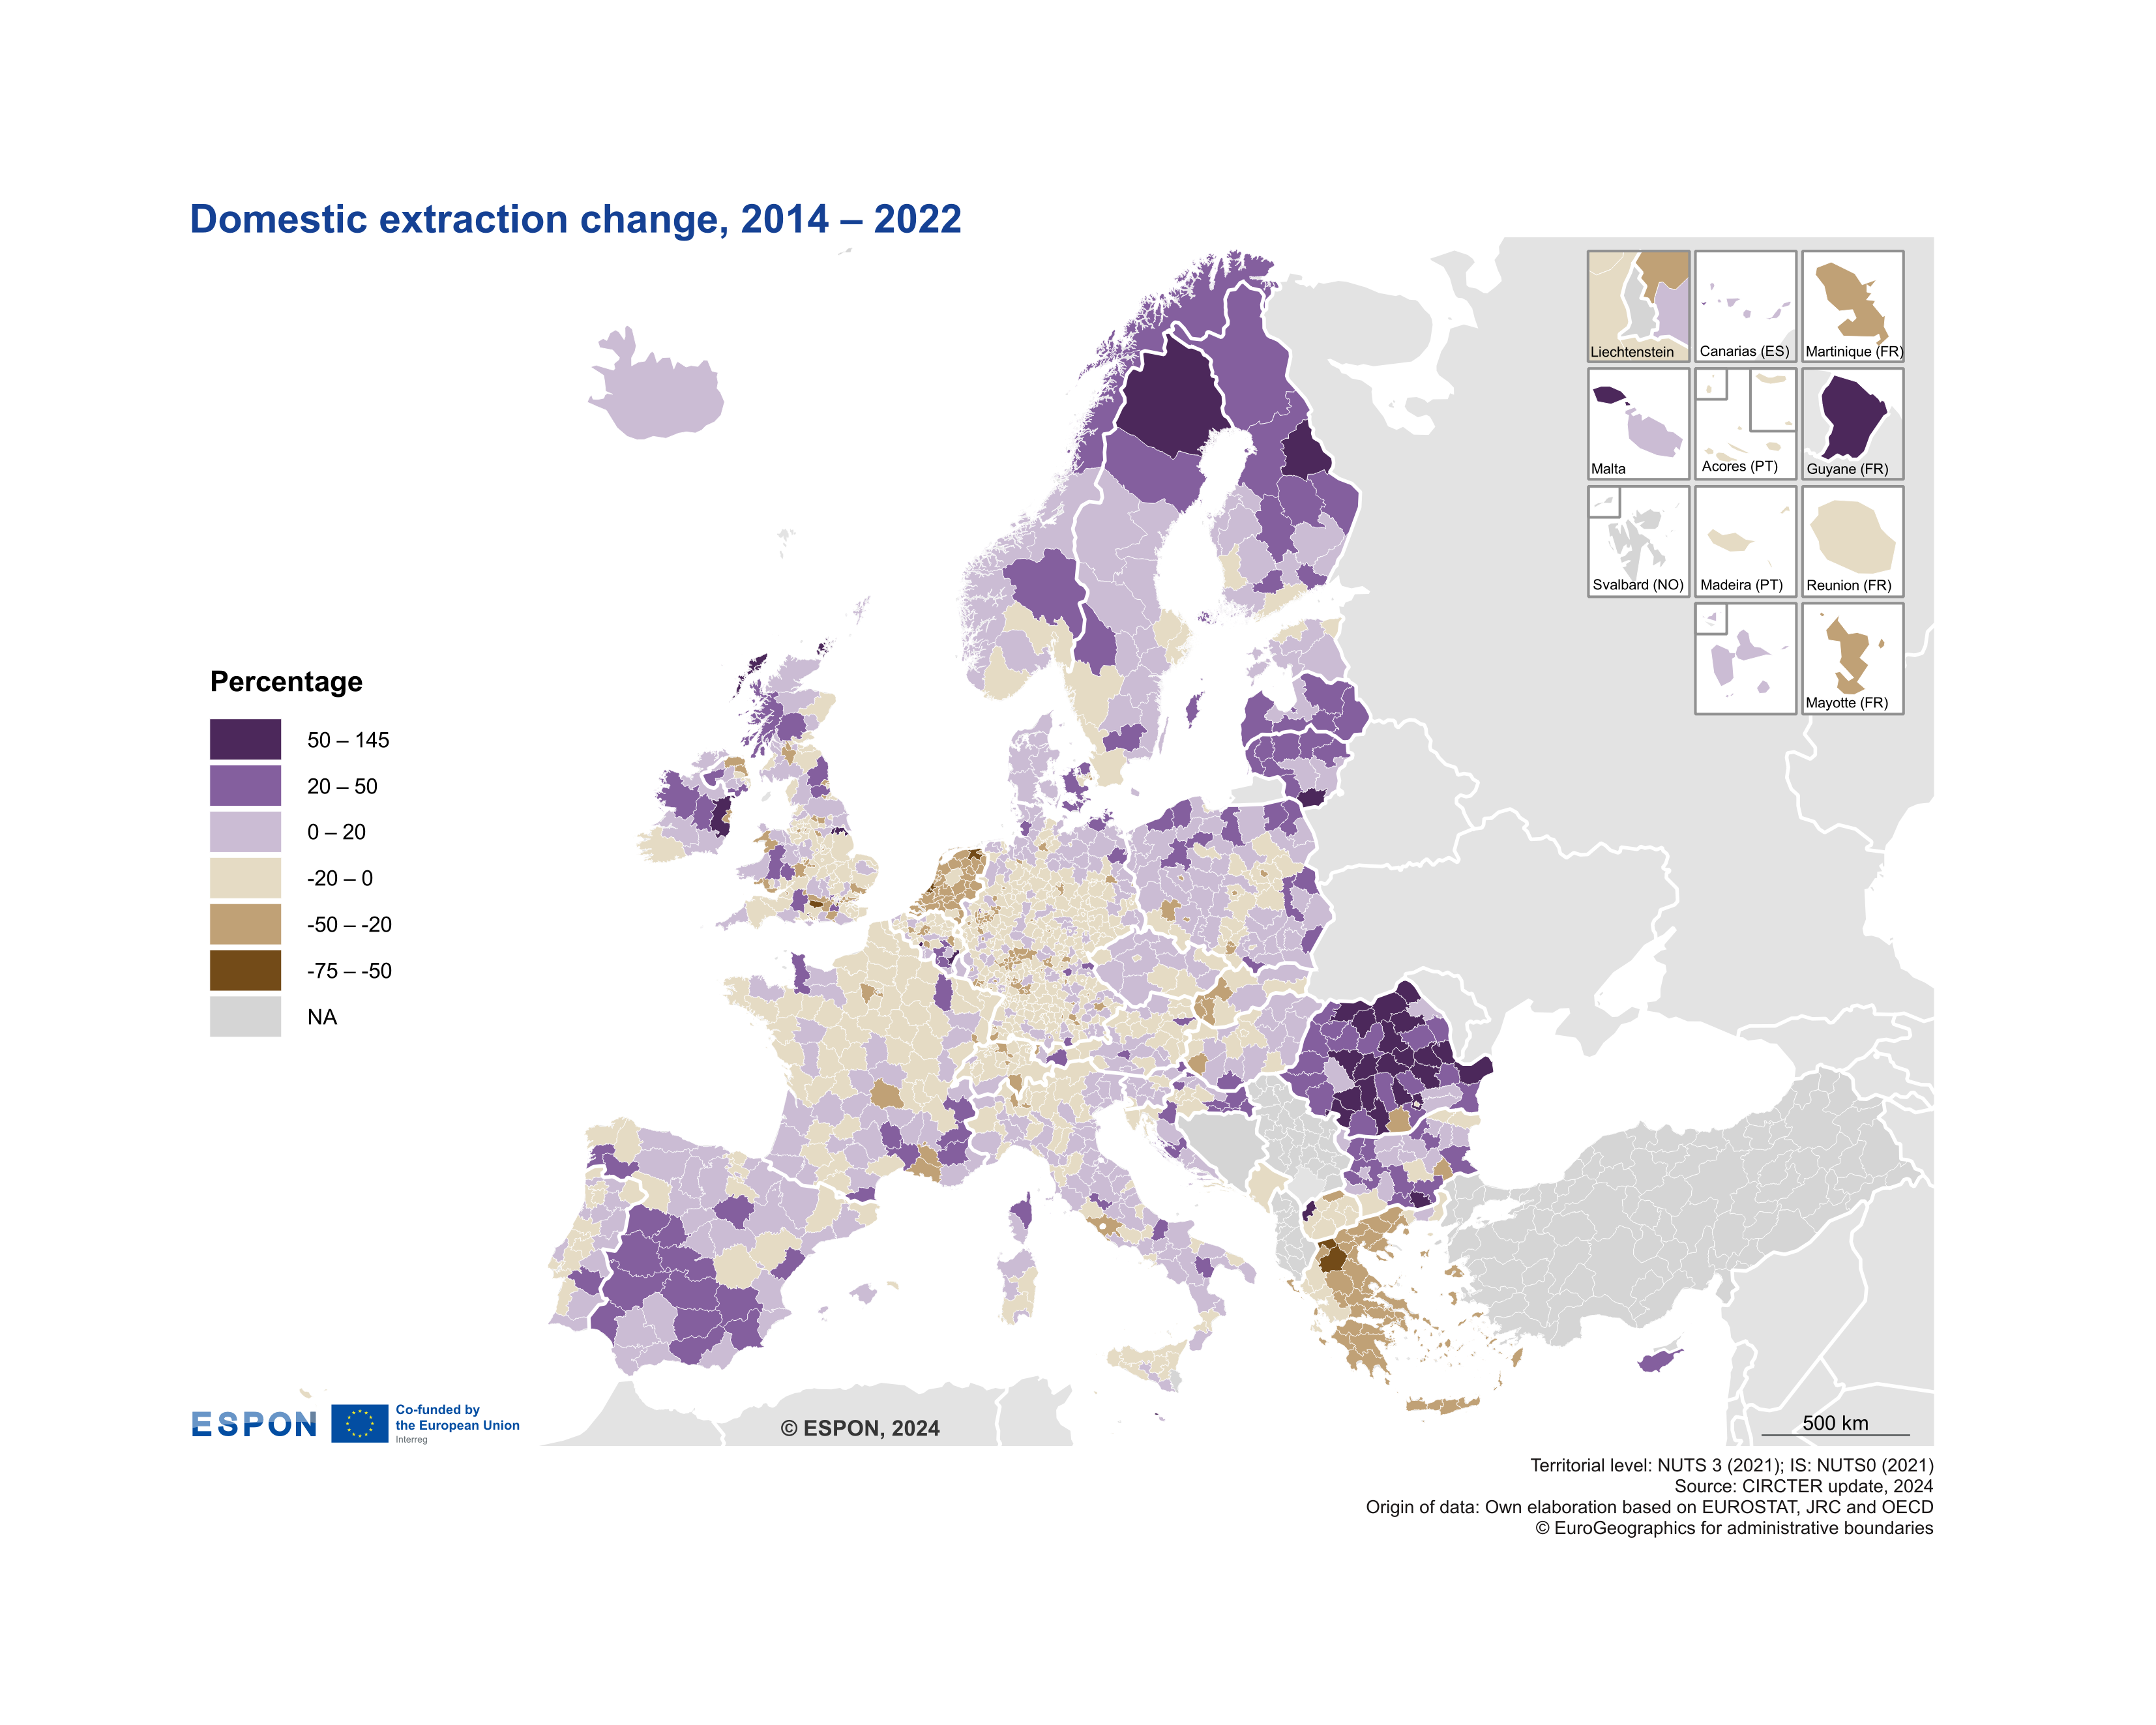 Domestic extraction change, 2014 – 2022
Liechtenstein
Canarias (ES)
Martinique (FR)
Malta
Acores (PT)
Guyane (FR)
Svalbard (NO)
Madeira (PT)
Reunion (FR)
Mayotte (FR)
Percentage
50 – 145
20 – 50
0 – 20
-20 – 0
-50 – -20
-75 – -50
NA
ESPON
Co-funded by
the European Union
Interreg
© ESPON, 2024
500 km
Territorial level: NUTS 3 (2021); IS: NUTS0 (2021)
Source: CIRCTER update, 2024
Origin of data: Own elaboration based on EUROSTAT, JRC and OECD
© EuroGeographics for administrative boundaries